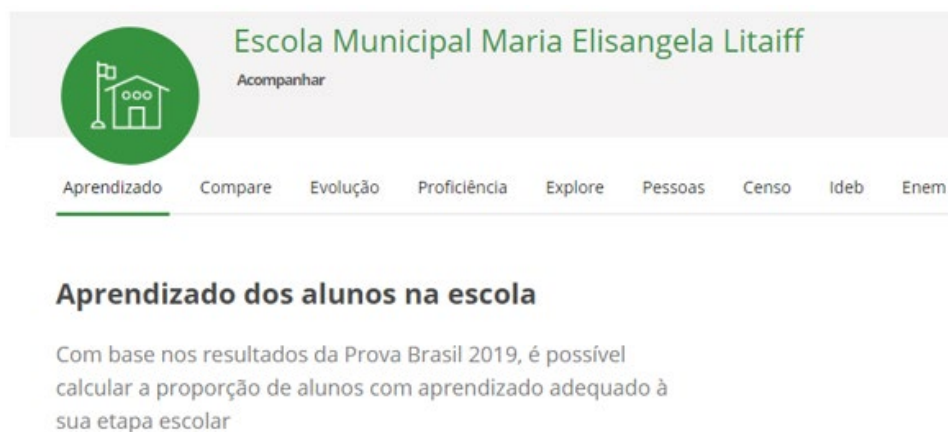 Escola Municipal Maria Elisangela Litaiff
Acompanhar
Aprendizado Compare Evolução Proficiência Explore Pessoas Censo Ideb Enem
Aprendizado dos alunos na escola
Com base nos resultados da Prova Brasil 2019, é possível
calcular a proporção de alunos com aprendizado adequado à
sua etapa escolar